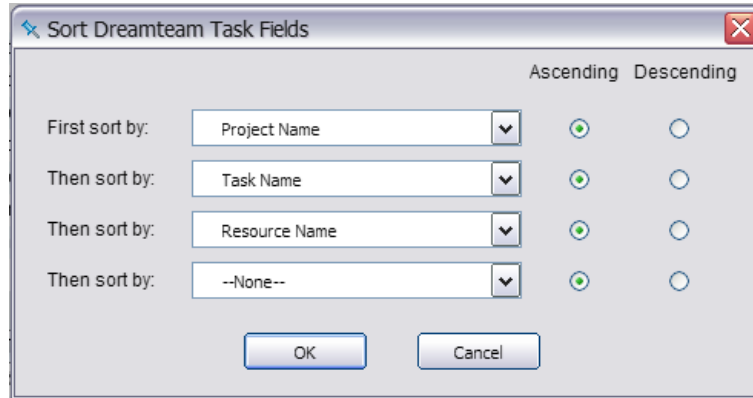 Sort Dreamteam Task Fields
Ascending Descending
First sort by: Project Name
Then sort by: Task Name
Then sort by: Resource Name
Then sort by: --None--
OK Cancel